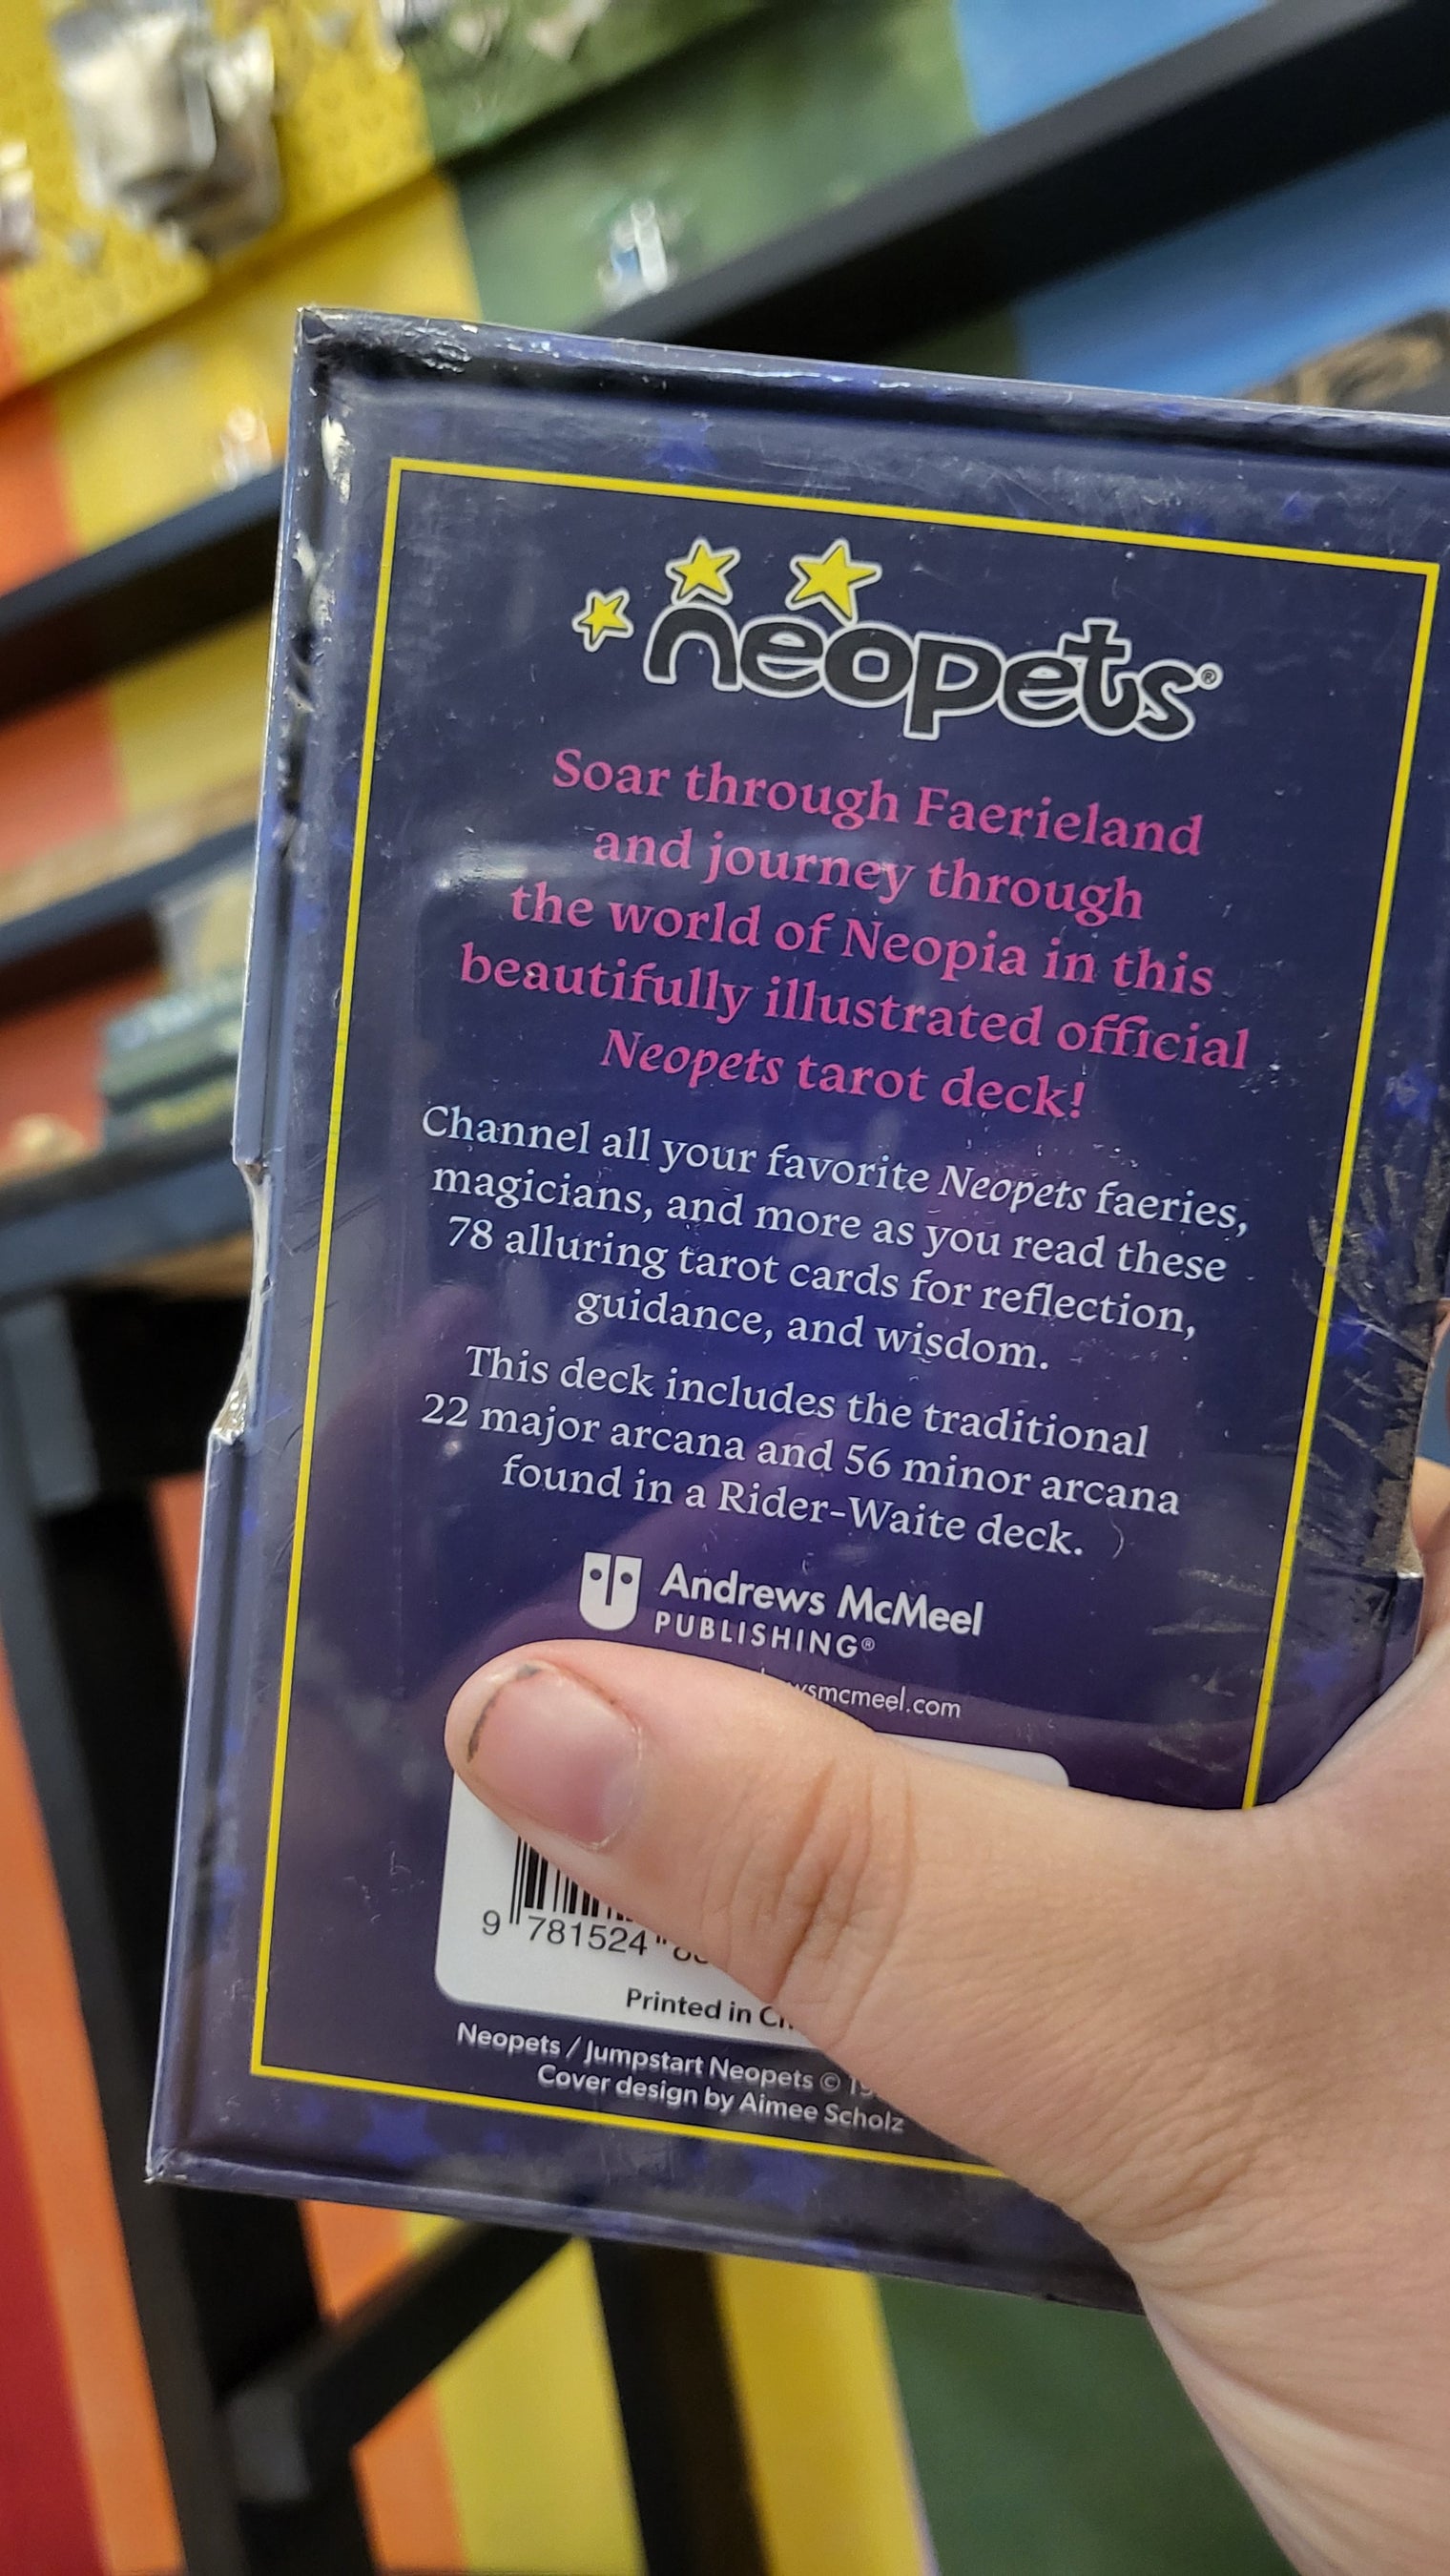 neopets®
Soar through Faerieland
and journey through
the world of Neopia in this
beautifully illustrated official
Neopets tarot deck!
Channel all your favorite Neopets faeries,
magicians, and more as you read these
78 alluring tarot cards for reflection,
guidance, and wisdom.
This deck includes the traditional
22 major arcana and 56 minor arcana
found in a Rider-Waite deck.
Andrews McMeel
PUBLISHING®
wsmcmeel.com
9 781524
Printed in
Neopets / Jumpstart Neopets ©
Cover design by Aimee Scholz